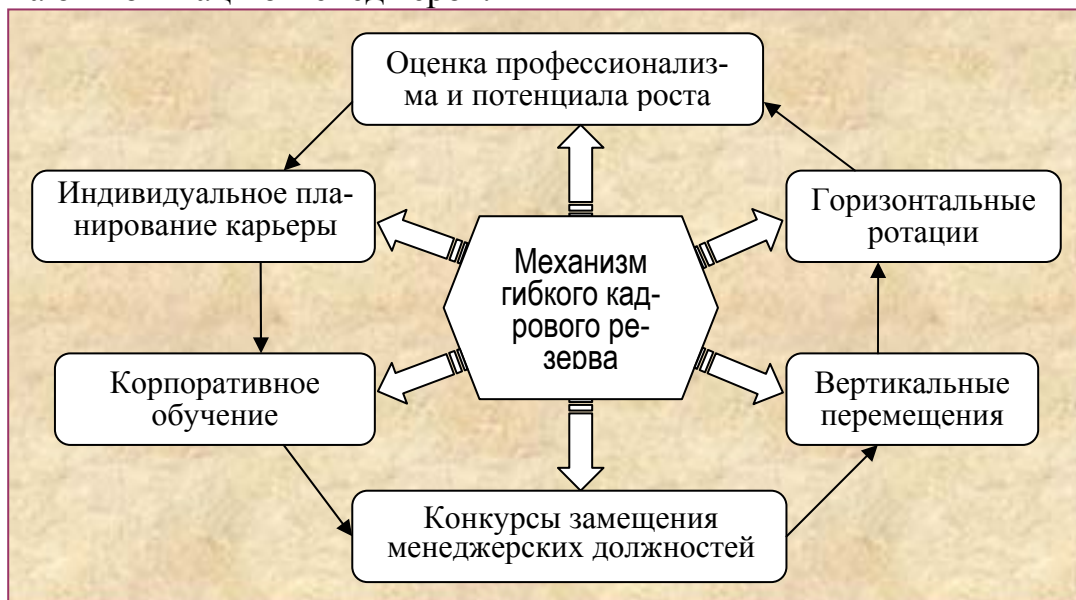 Оценка профессионализ-
ма и потенциала роста
Индивидуальное пла-
нирование карьеры
Горизонтальные
ротации
Механизм
гибкого кад-
рового ре-
зерва
Корпоративное
обучение
Вертикальные
перемещения
Конкурсы замещения
менеджерских должностей